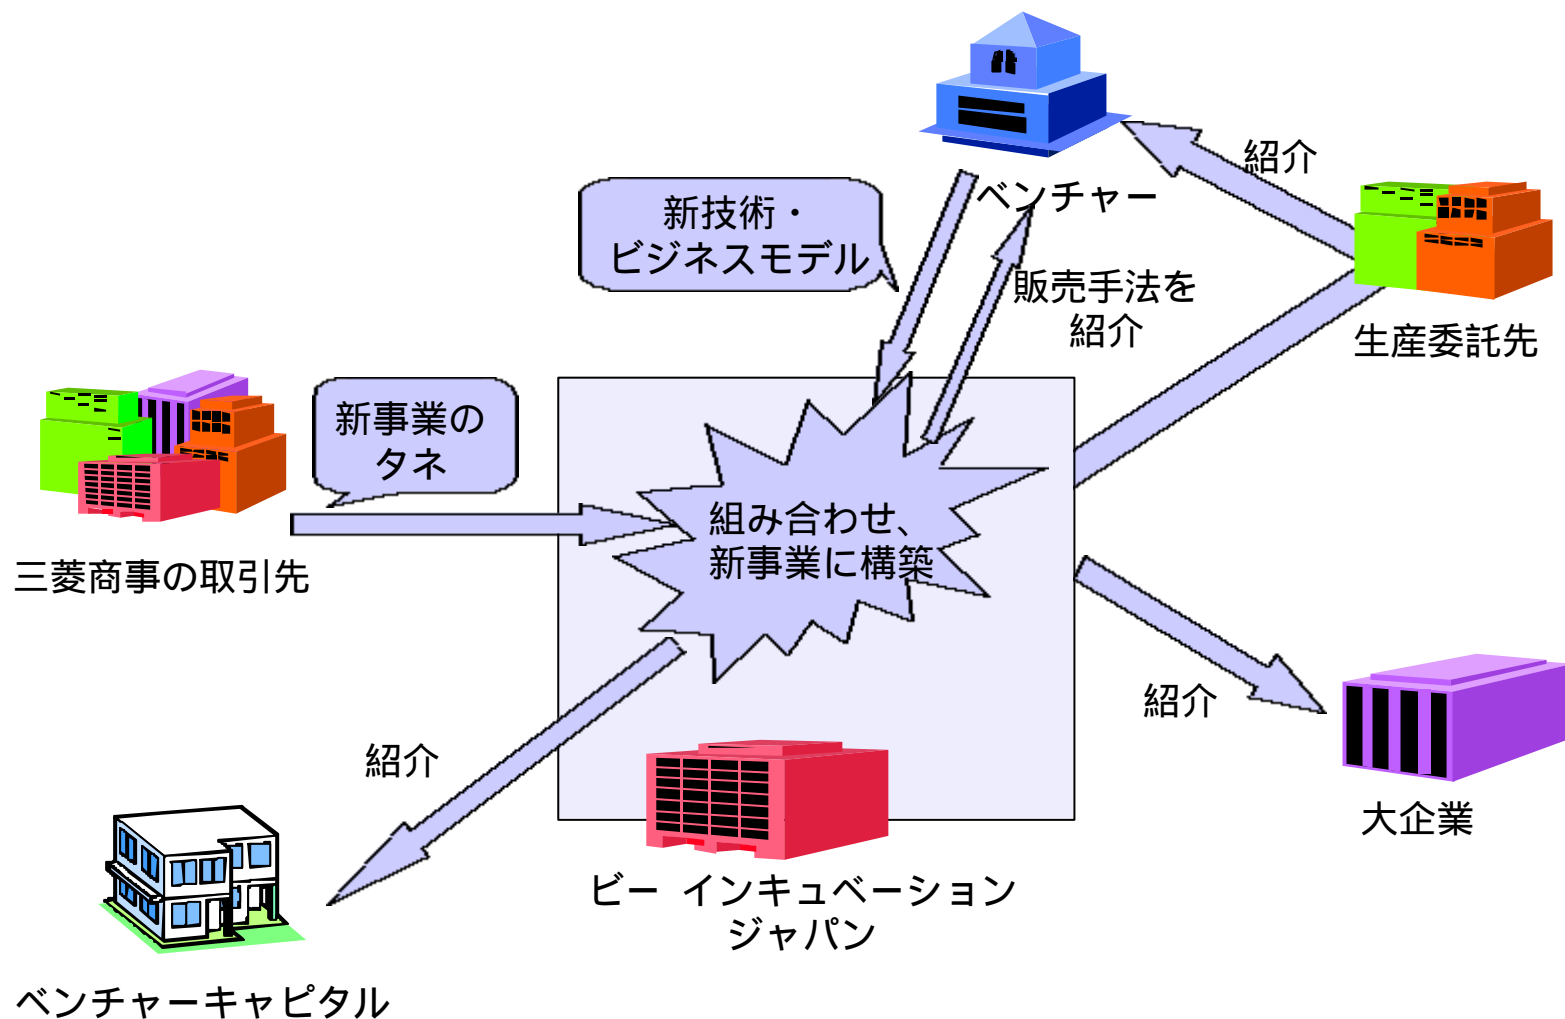 紹介
ベンチャー
新技術・
ビジネスモデル
販売手法を
紹介
生産委託先
新事業の
タネ
組み合わせ、
新事業に構築
三菱商事の取引先
紹介
紹介
大企業
ビー インキュベーション
ジャパン
ベンチャーキャピタル